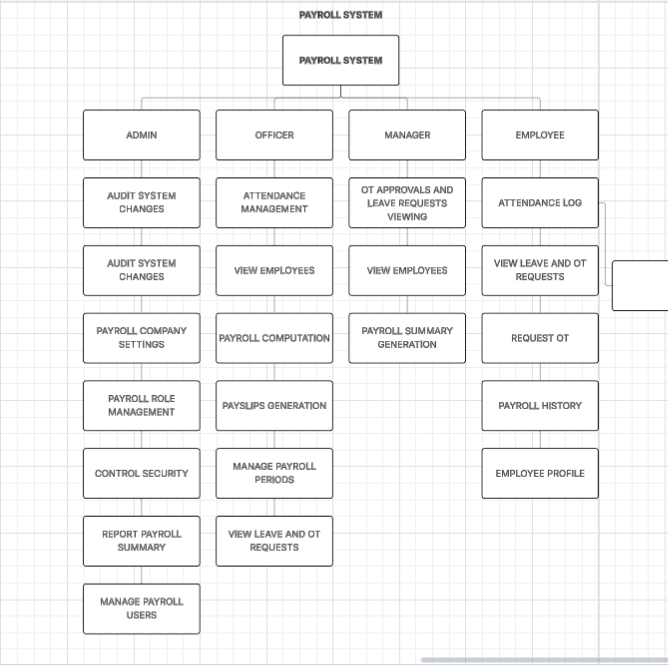 PAYROLL SYSTEM
PAYROLL SYSTEM
ADMIN
OFFICER
MANAGER
EMPLOYEE
AUDIT SYSTEM
CHANGES
ATTENDANCE
MANAGEMENT
OT APPROVALS AND
LEAVE REQUESTS
VIEWING
ATTENDANCE LOG
AUDIT SYSTEM
CHANGES
VIEW EMPLOYEES
VIEW EMPLOYEES
VIEW LEAVE AND OT
REQUESTS
PAYROLL COMPANY
SETTINGS
PAYROLL COMPUTATION
PAYROLL SUMMARY
GENERATION
REQUEST OT
PAYROLL ROLE
MANAGEMENT
PAYSLIPS GENERATION
PAYROLL HISTORY
CONTROL SECURITY
MANAGE PAYROLL
PERIODS
EMPLOYEE PROFILE
REPORT PAYROLL
SUMMARY
VIEW LEAVE AND OT
REQUESTS
MANAGE PAYROLL
USERS